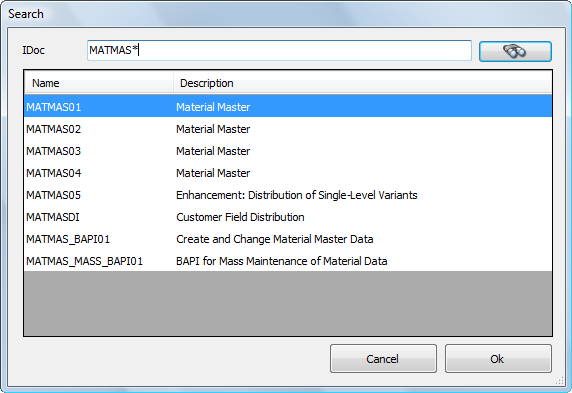 Search
IDoc MATMAS*
Name Description
MATMAS01 Material Master
MATMAS02 Material Master
MATMAS03 Material Master
MATMAS04 Material Master
MATMAS05 Enhancement: Distribution of Single-Level Variants
MATMASDI Customer Field Distribution
MATMAS_BAPI01 Create and Change Material Master Data
MATMAS_MASS_BAPI01 BAPI for Mass Maintenance of Material Data
Cancel Ok